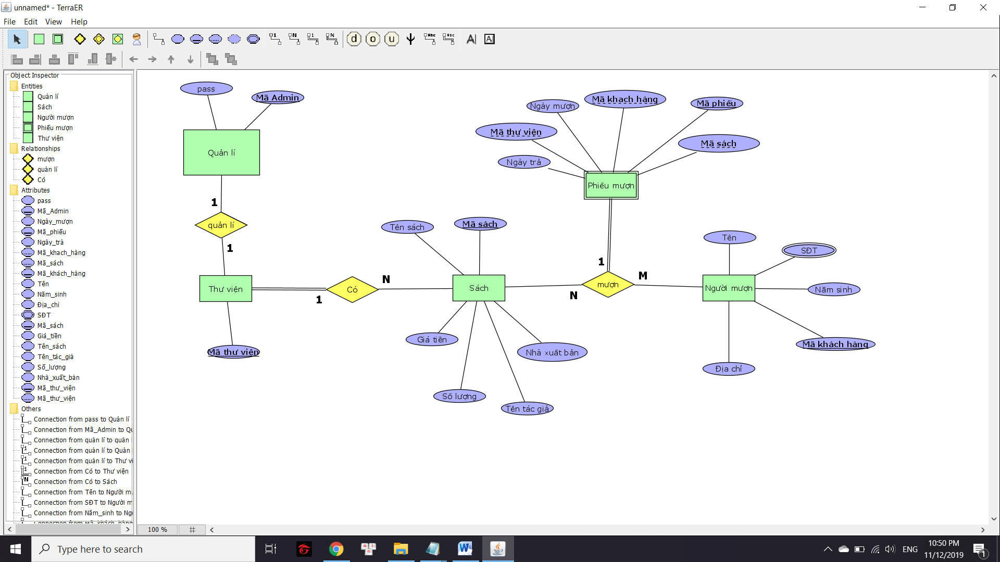 unnamed* - TerraER
File Edit View Help
Object Inspector
Entities
Quản lí
Sách
Người mượn
Phiếu mượn
Thư viện
Relationships
mượn
quản lí
Có
Attributes
pass
Mã_Admin
Ngày_mượn
Mã_phiếu
Ngày_trả
Mã_khach_hàng
Mã_sách
Mã_khách_hàng
Tên
Năm_sinh
Địa_chi
SĐT
Mã_sách
Giá_tiền
Tên_sách
Tên_tác_giả
Số_lượng
Nhà_xuất_bản
Mã_thư_viện
Mã_thư_viện
Others
Connection from pass to Quản lí
Connection from Mã_Admin to Qu
Connection from quản lí to quản
Connection from quản lí to Quản
Connection from quản lí to Thư vi
Connection from Có to Thư viện
Connection from Có to Sách
Connection from Tên to Người m
Connection from SĐT to Người m
Connection from Năm_sinh to Ng
Connection from Mã_khách_hàng
pass
Mã Admin
Quản lí
1
quản lí
1
Thư viện
Mã thư viện
1
Có
N
Tên sách
Mã sách
Sách
Giá tiền
Số lượng
Tên tác giả
Nhà xuất bản
N
mượn
M
1
Ngày mượn
Mã khach hàng
Mã phiếu
Mã thư viện
Mã sách
Ngày trả
Phiếu mượn
Tên
SĐT
Người mượn
Năm sinh
Mã khách hàng
Địa chỉ
100 %
Type here to search
ENG
10:50 PM
11/12/2019
1